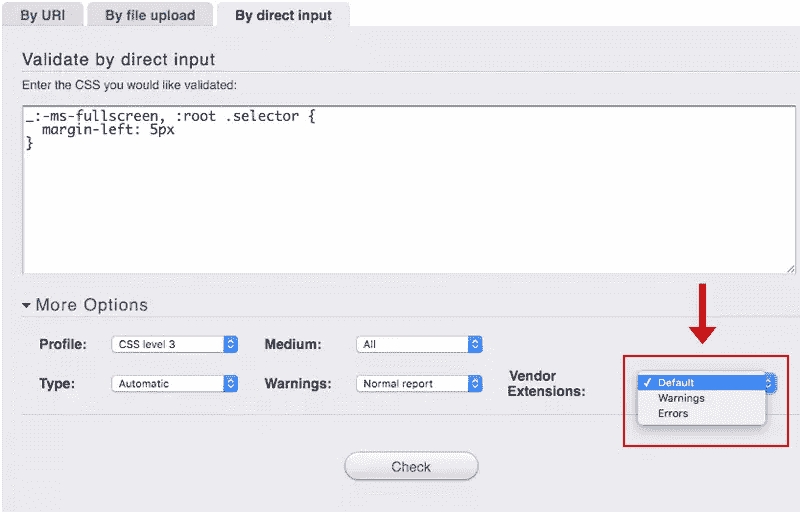 By URI By file upload By direct input
Validate by direct input
Enter the CSS you would like validated:
_:-ms-fullscreen, :root .selector {
  margin-left: 5px
}
More Options
Profile: CSS level 3 Medium: All
Type: Automatic Warnings: Normal report Vendor Extensions: ✓ Default
Warnings
Errors
Check